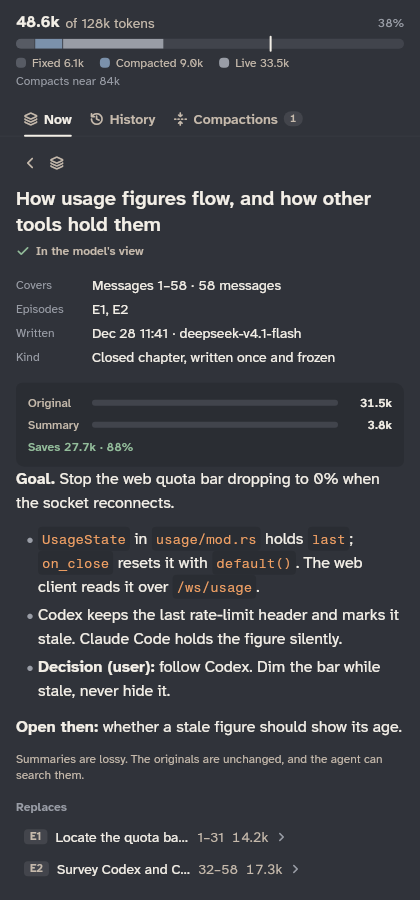 48.6k of 128k tokens 38%
Fixed 6.1k Compacted 9.0k Live 33.5k
Compacts near 84k
Now History Compactions 1
How usage figures flow, and how other
tools hold them
In the model's view
Covers Messages 1–58 · 58 messages
Episodes E1, E2
Written Dec 28 11:41 · deepseek-v4.1-flash
Kind Closed chapter, written once and frozen
Original 31.5k
Summary 3.8k
Saves 27.7k · 88%
Goal. Stop the web quota bar dropping to 0% when
the socket reconnects.
• UsageState in usage/mod.rs holds last;
on_close resets it with default(). The web
client reads it over /ws/usage.
• Codex keeps the last rate-limit header and marks it
stale. Claude Code holds the figure silently.
• Decision (user): follow Codex. Dim the bar while
stale, never hide it.
Open then: whether a stale figure should show its age.
Summaries are lossy. The originals are unchanged, and the agent can
search them.
Replaces
E1 Locate the quota ba... 1–31 14.2k
E2 Survey Codex and C... 32–58 17.3k